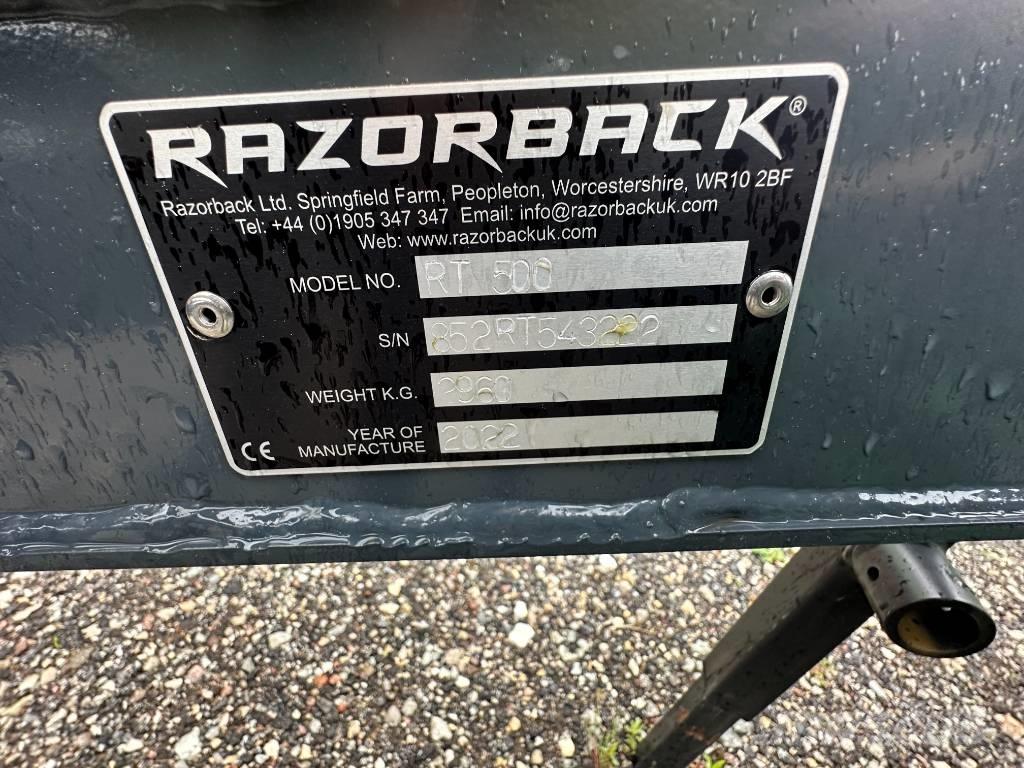 RAZORBACK®
Razorback Ltd. Springfield Farm, Peopleton, Worcestershire, WR10 2BF
Tel: +44 (0)1905 347 347 Email: info@razorbackuk.com
Web: www.razorbackuk.com
MODEL NO. RT 500
S/N 852RT543222
WEIGHT K.G. 2960
YEAR OF
MANUFACTURE 2022
CE